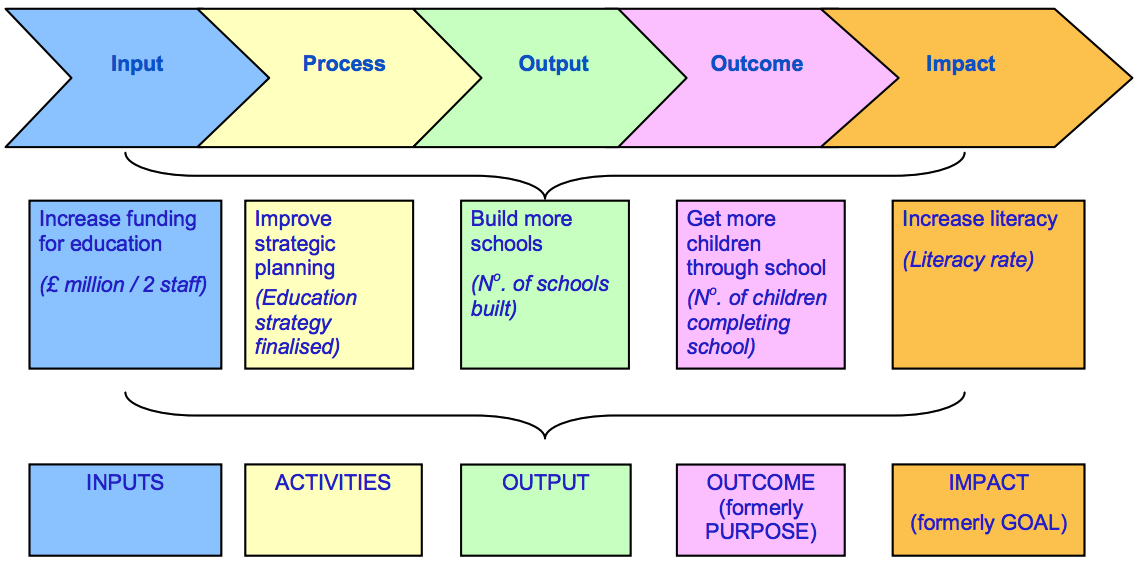 Input
Process
Output
Outcome
Impact
Increase funding
for education
(£ million / 2 staff)
Improve
strategic
planning
(Education
strategy
finalised)
Build more
schools
(Nº. of schools
built)
Get more
children
through school
(Nº. of children
completing
school)
Increase literacy
(Literacy rate)
INPUTS
ACTIVITIES
OUTPUT
OUTCOME
(formerly
PURPOSE)
IMPACT
(formerly GOAL)